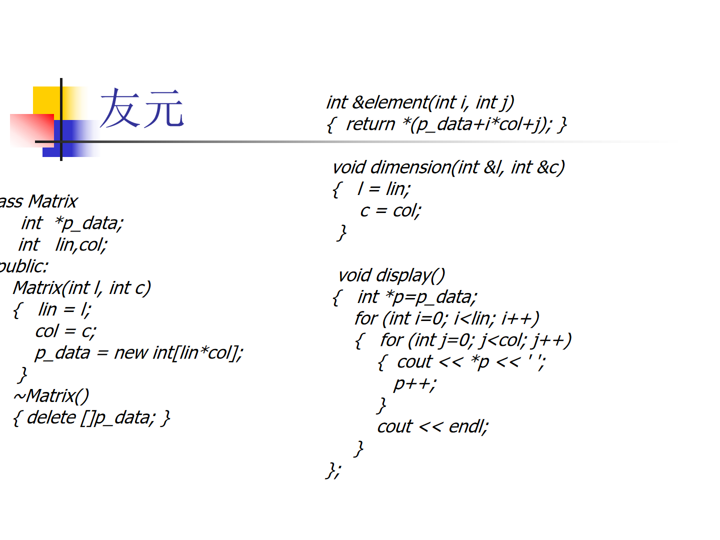 友元
ass Matrix
int *p_data;
int lin,col;
public:
Matrix(int l, int c)
{ lin = l;
col = c;
p_data = new int[lin*col];
}
~Matrix()
{ delete []p_data; }
int &element(int i, int j)
{ return *(p_data+i*col+j); }
void dimension(int &l, int &c)
{ l = lin;
c = col;
}
void display()
{ int *p=p_data;
for (int i=0; i<lin; i++)
{ for (int j=0; j<col; j++)
{ cout << *p << ' ';
p++;
}
cout << endl;
}
};